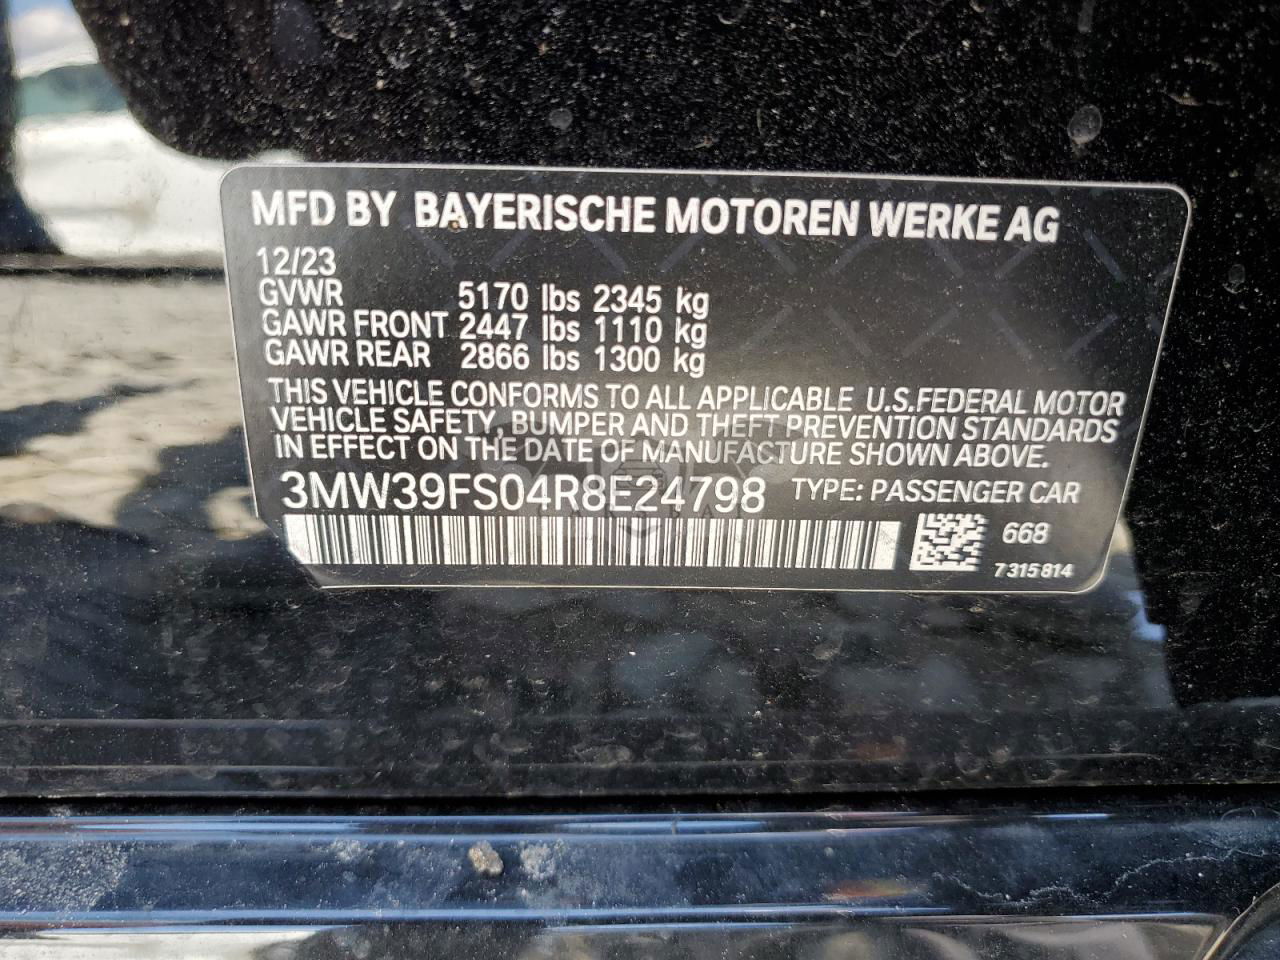 MFD BY BAYERISCHE MOTOREN WERKE AG
12/23
GVWR 5170 lbs 2345 kg
GAWR FRONT 2447 lbs 1110 kg
GAWR REAR 2866 lbs 1300 kg
THIS VEHICLE CONFORMS TO ALL APPLICABLE U.S.FEDERAL MOTOR
VEHICLE SAFETY, BUMPER AND THEFT PREVENTION STANDARDS
IN EFFECT ON THE DATE OF MANUFACTURE SHOWN ABOVE.
3MW39FS04R8E24798 TYPE: PASSENGER CAR
668
7315814